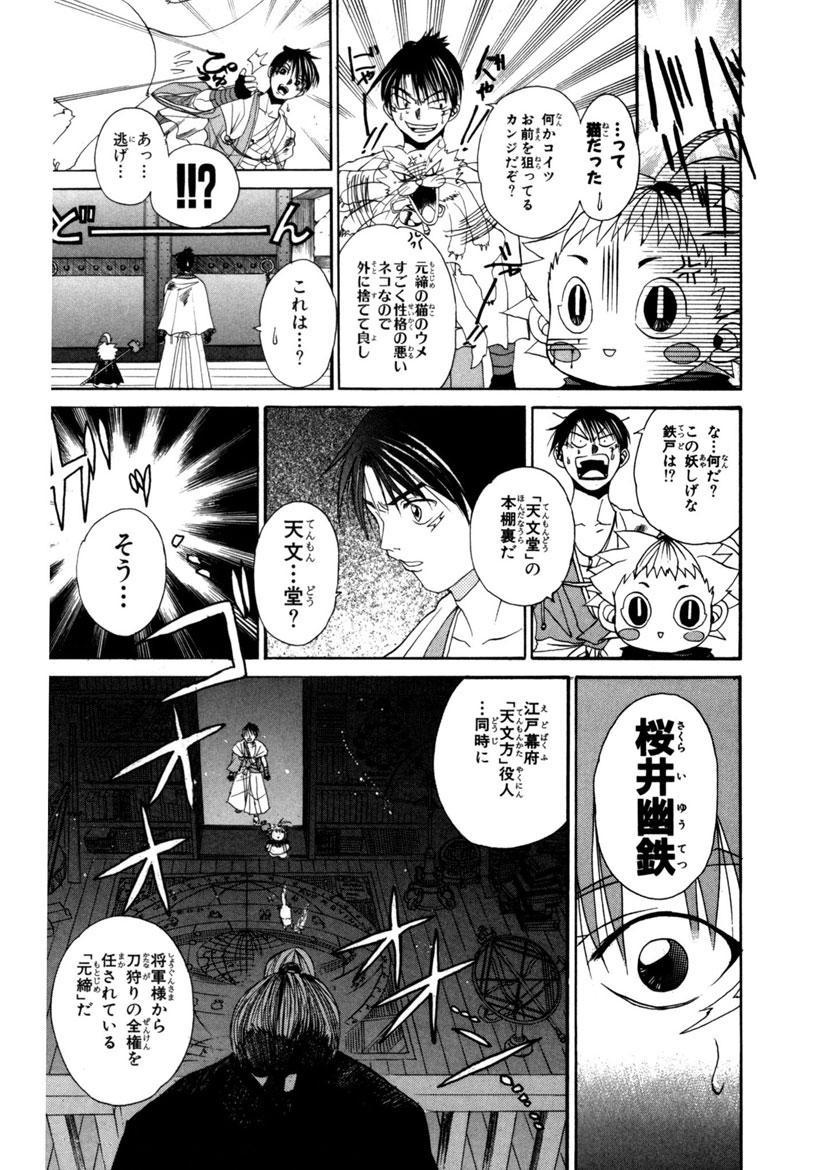 …って
猫だった
何かコイツ
お前を狙ってる
カンジだぞ?
にゃ
にゃ
元締の猫のウメ
すごく性格の悪い
ネコなので
外に捨てて良し
あっ…
逃げ…
!!?
どーん
これは…?
な…何だ?
この妖しげな
鉄戸は!?
「天文堂」の
本棚裏だ
天文…堂?
そう…
桜井幽鉄
江戸幕府
「天文方」役人
…同時に
将軍様から
刀狩りの全権を
任されている
「元締」だ